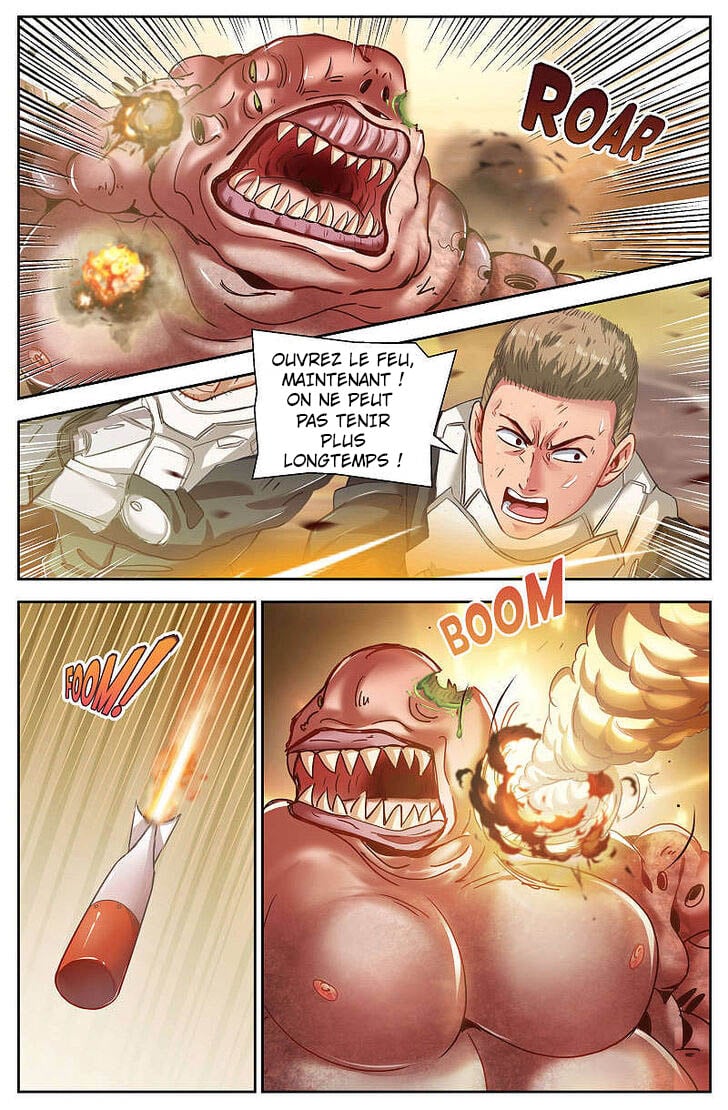 ROAR
OUVREZ LE FEU,
MAINTENANT !
ON NE PEUT
PAS TENIR
PLUS
LONGTEMPS !
FOOM!
BOOM